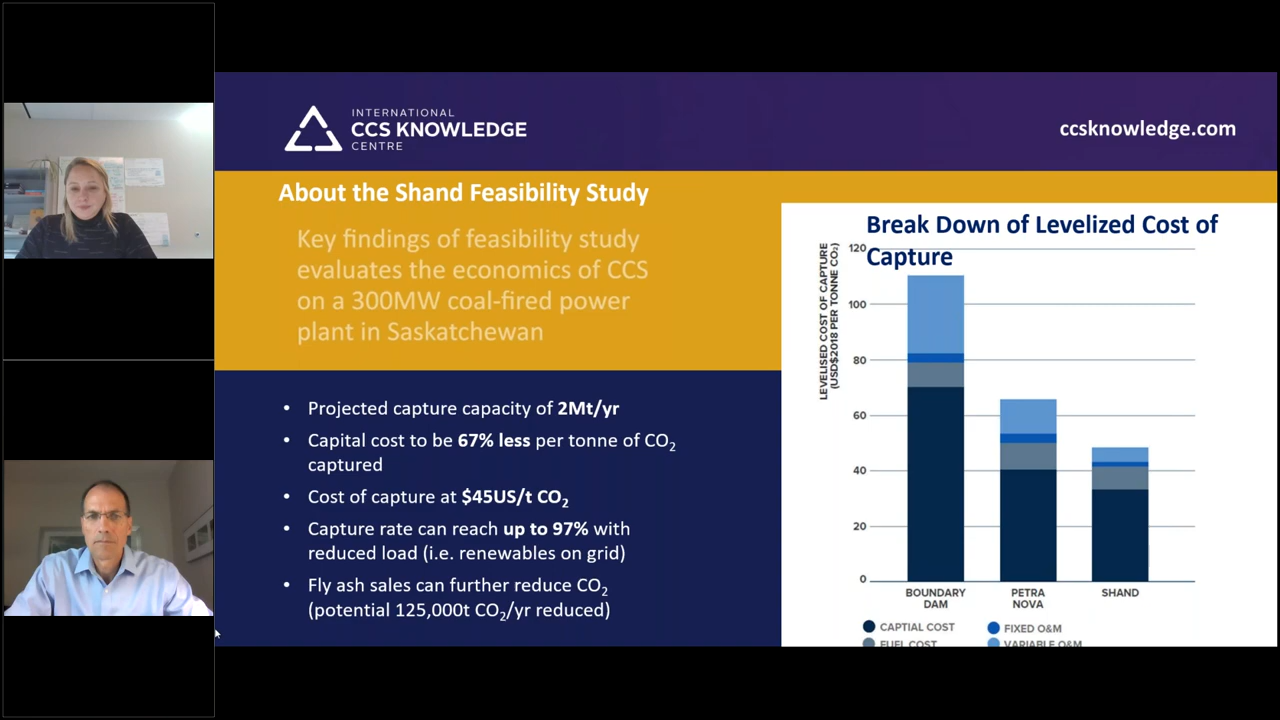 INTERNATIONAL
CCS KNOWLEDGE
CENTRE
ccsknowledge.com
About the Shand Feasibility Study
Key findings of feasibility study
evaluates the economics of CCS
on a 300MW coal-fired power
plant in Saskatchewan
• Projected capture capacity of 2Mt/yr
• Capital cost to be 67% less per tonne of CO2
captured
• Cost of capture at $45US/t CO2
• Capture rate can reach up to 97% with
reduced load (i.e. renewables on grid)
• Fly ash sales can further reduce CO2
(potential 125,000t CO2/yr reduced)
Break Down of Levelized Cost of
Capture
LEVELISED COST OF CAPTURE
(USD$2018 PER TONNE CO2)
120
100
80
60
40
20
0
BOUNDARY
DAM
PETRA
NOVA
SHAND
CAPTIAL COST
FIXED O&M
FUEL COST
VARIABLE O&M